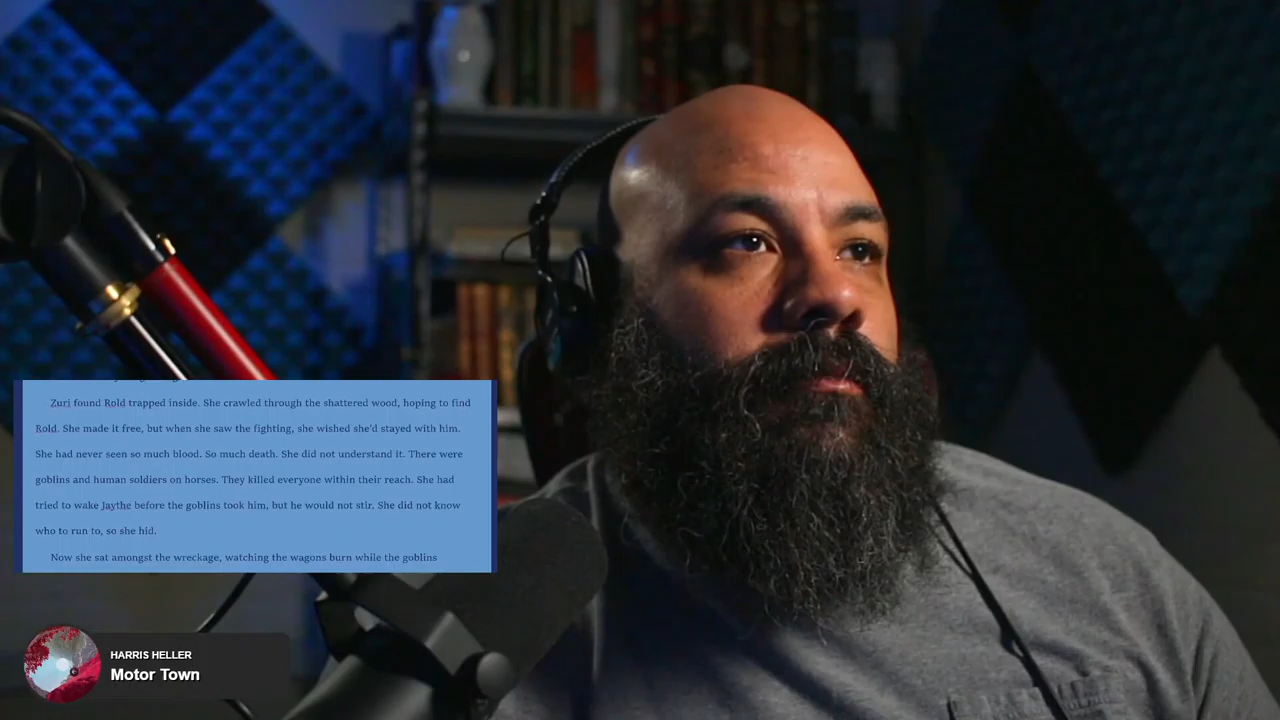 Zuri found Rold trapped inside. She crawled through the shattered wood, hoping to find
Rold. She made it free, but when she saw the fighting, she wished she'd stayed with him.
She had never seen so much blood. So much death. She did not understand it. There were
goblins and human soldiers on horses. They killed everyone within their reach. She had
tried to wake Jaythe before the goblins took him, but he would not stir. She did not know
who to run to, so she hid.
Now she sat amongst the wreckage, watching the wagons burn while the goblins
HARRIS HELLER
Motor Town